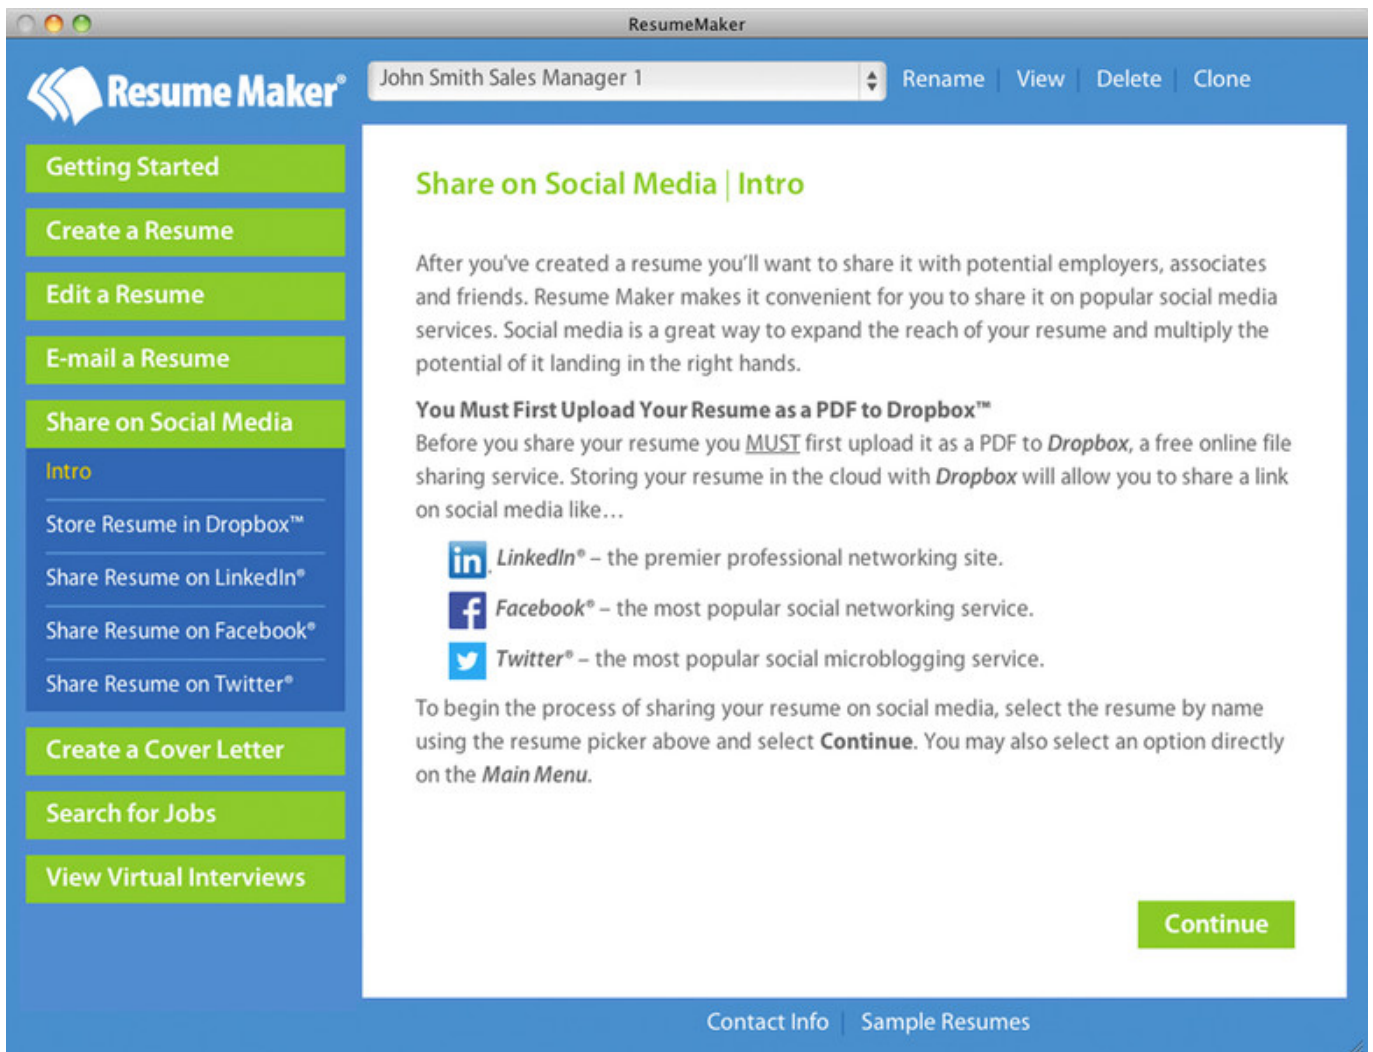 ResumeMaker
Resume Maker®
John Smith Sales Manager 1
Rename | View | Delete | Clone
Getting Started
Create a Resume
Edit a Resume
E-mail a Resume
Share on Social Media
Intro
Store Resume in Dropbox™
Share Resume on LinkedIn®
Share Resume on Facebook®
Share Resume on Twitter®
Create a Cover Letter
Search for Jobs
View Virtual Interviews
Share on Social Media | Intro
After you've created a resume you'll want to share it with potential employers, associates
and friends. Resume Maker makes it convenient for you to share it on popular social media
services. Social media is a great way to expand the reach of your resume and multiply the
potential of it landing in the right hands.
You Must First Upload Your Resume as a PDF to Dropbox™
Before you share your resume you MUST first upload it as a PDF to Dropbox, a free online file
sharing service. Storing your resume in the cloud with Dropbox will allow you to share a link
on social media like…
in LinkedIn® – the premier professional networking site.
f Facebook® – the most popular social networking service.
Twitter® – the most popular social microblogging service.
To begin the process of sharing your resume on social media, select the resume by name
using the resume picker above and select Continue. You may also select an option directly
on the Main Menu.
Continue
Contact Info | Sample Resumes